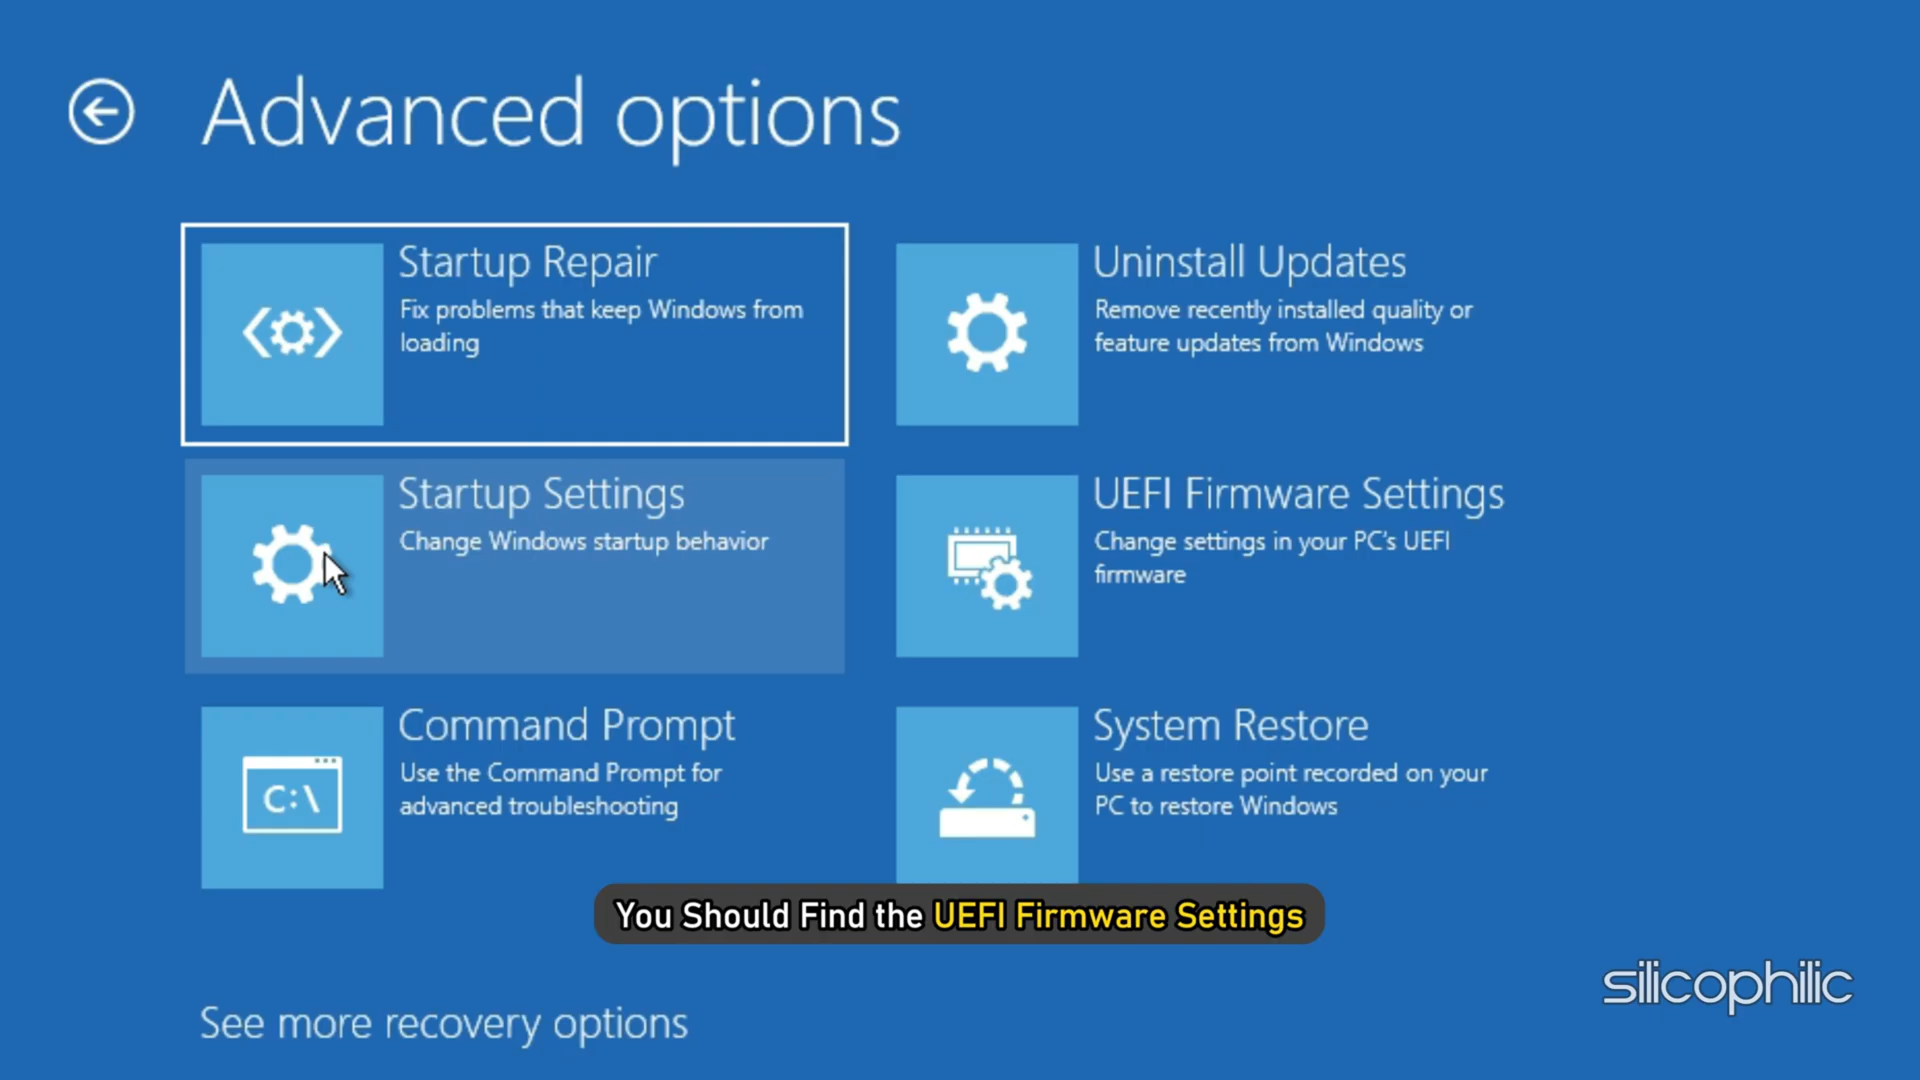 Advanced options
Startup Repair
Fix problems that keep Windows from
loading
Uninstall Updates
Remove recently installed quality or
feature updates from Windows
Startup Settings
Change Windows startup behavior
UEFI Firmware Settings
Change settings in your PC's UEFI
firmware
Command Prompt
Use the Command Prompt for
advanced troubleshooting
C:\
System Restore
Use a restore point recorded on your
PC to restore Windows
You Should Find the UEFI Firmware Settings
silicophilic
See more recovery options